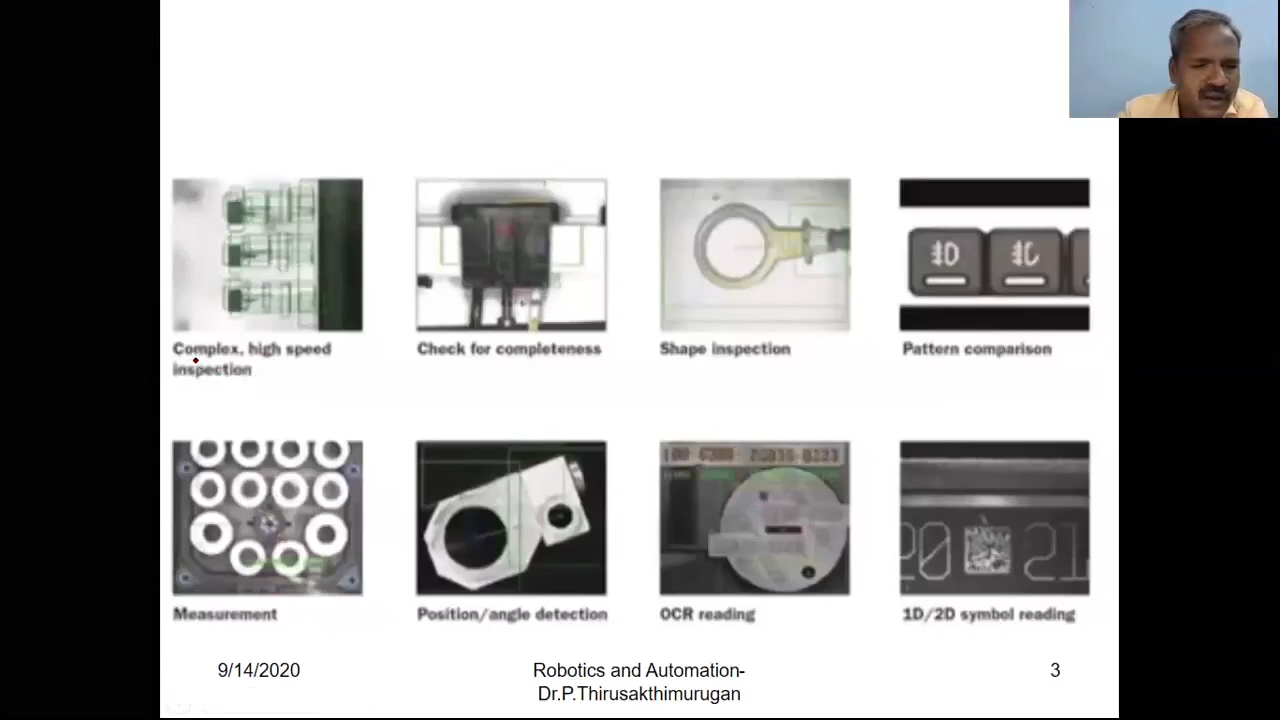 Complex, high speed
inspection
Check for completeness
Shape inspection
Pattern comparison
Measurement
Position/angle detection
OCR reading
1D/2D symbol reading
9/14/2020
Robotics and Automation-
Dr.P.Thirusakthimurugan
3